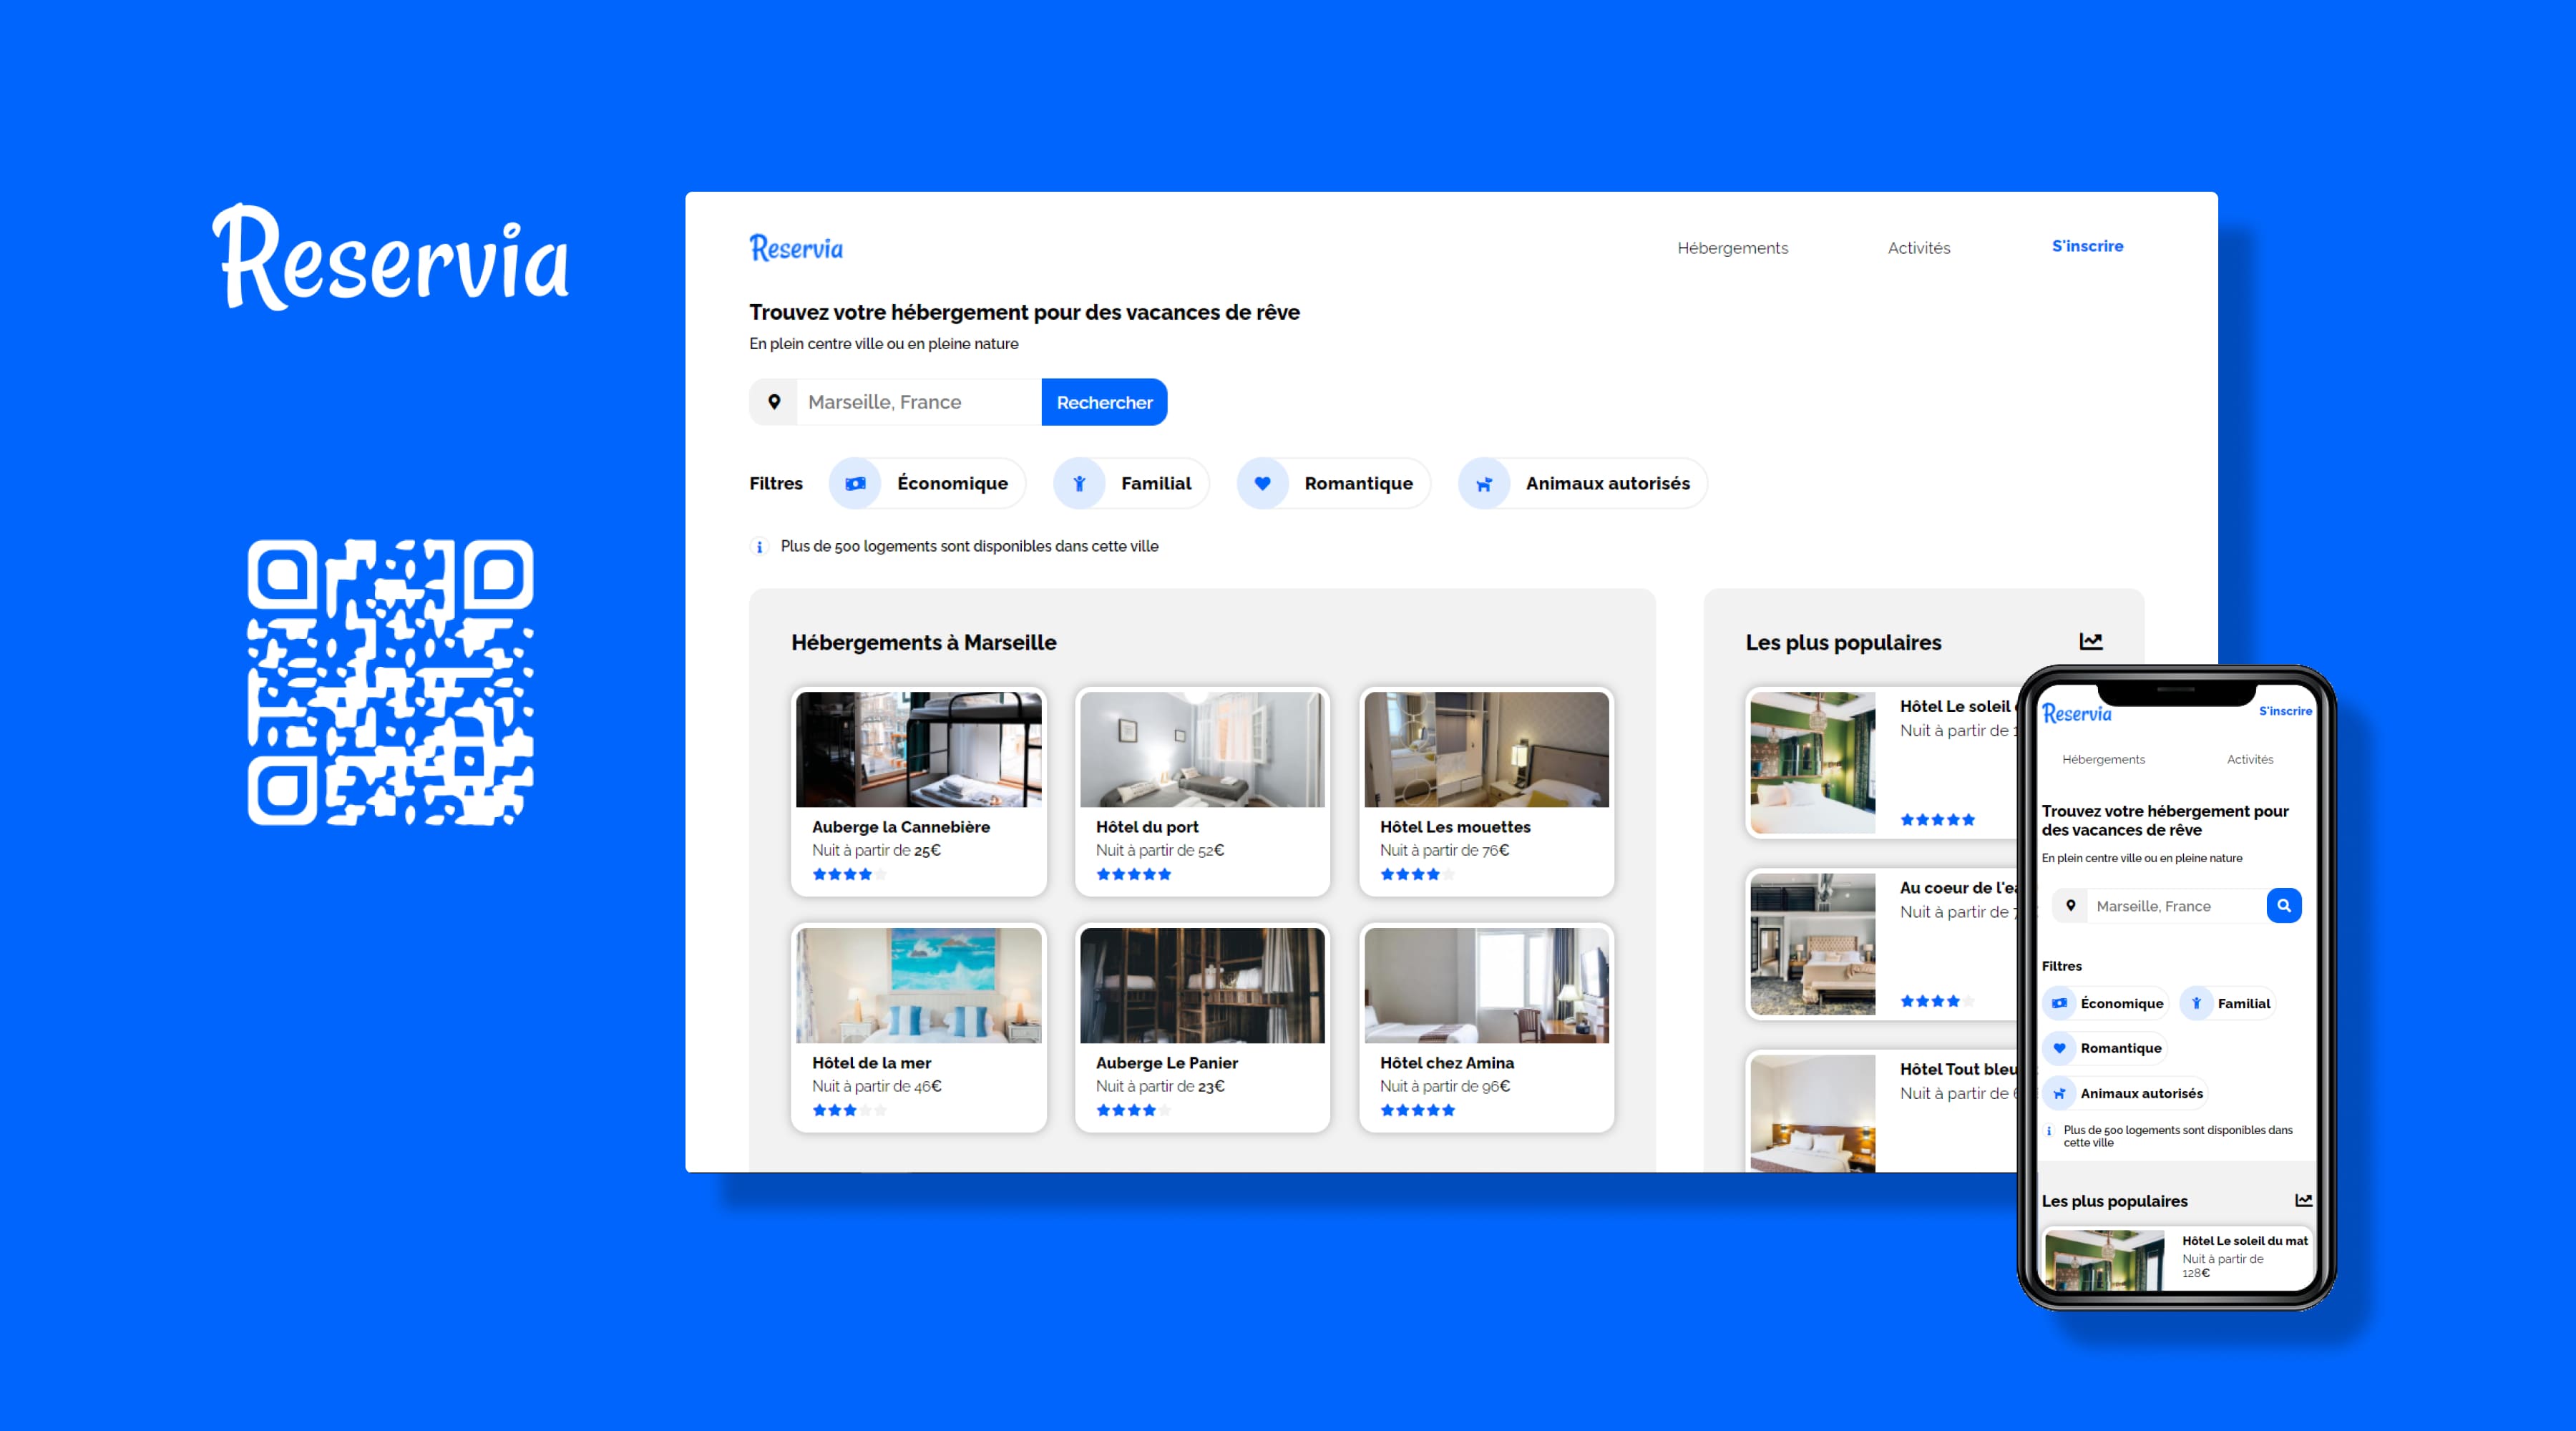 Reservia
Reservia
Hébergements
Activités
S'inscrire
Trouvez votre hébergement pour des vacances de rêve
En plein centre ville ou en pleine nature
Marseille, France
Rechercher
Filtres
Économique
Familial
Romantique
Animaux autorisés
Plus de 500 logements sont disponibles dans cette ville
Hébergements à Marseille
Auberge la Cannebière
Nuit à partir de 25€
Hôtel du port
Nuit à partir de 52€
Hôtel Les mouettes
Nuit à partir de 76€
Hôtel de la mer
Nuit à partir de 46€
Auberge Le Panier
Nuit à partir de 23€
Hôtel chez Amina
Nuit à partir de 96€
Les plus populaires
Hôtel Le soleil
Nuit à partir de
Au coeur de
Nuit à partir de
Hôtel Tout bleu
Nuit à partir de
Reservia
S'inscrire
Hébergements
Activités
Trouvez votre hébergement pour
des vacances de rêve
En plein centre ville ou en pleine nature
Marseille, France
Filtres
Économique
Familial
Romantique
Animaux autorisés
Plus de 500 logements sont disponibles dans
cette ville
Les plus populaires
Hôtel Le soleil du mat
Nuit à partir de
128€